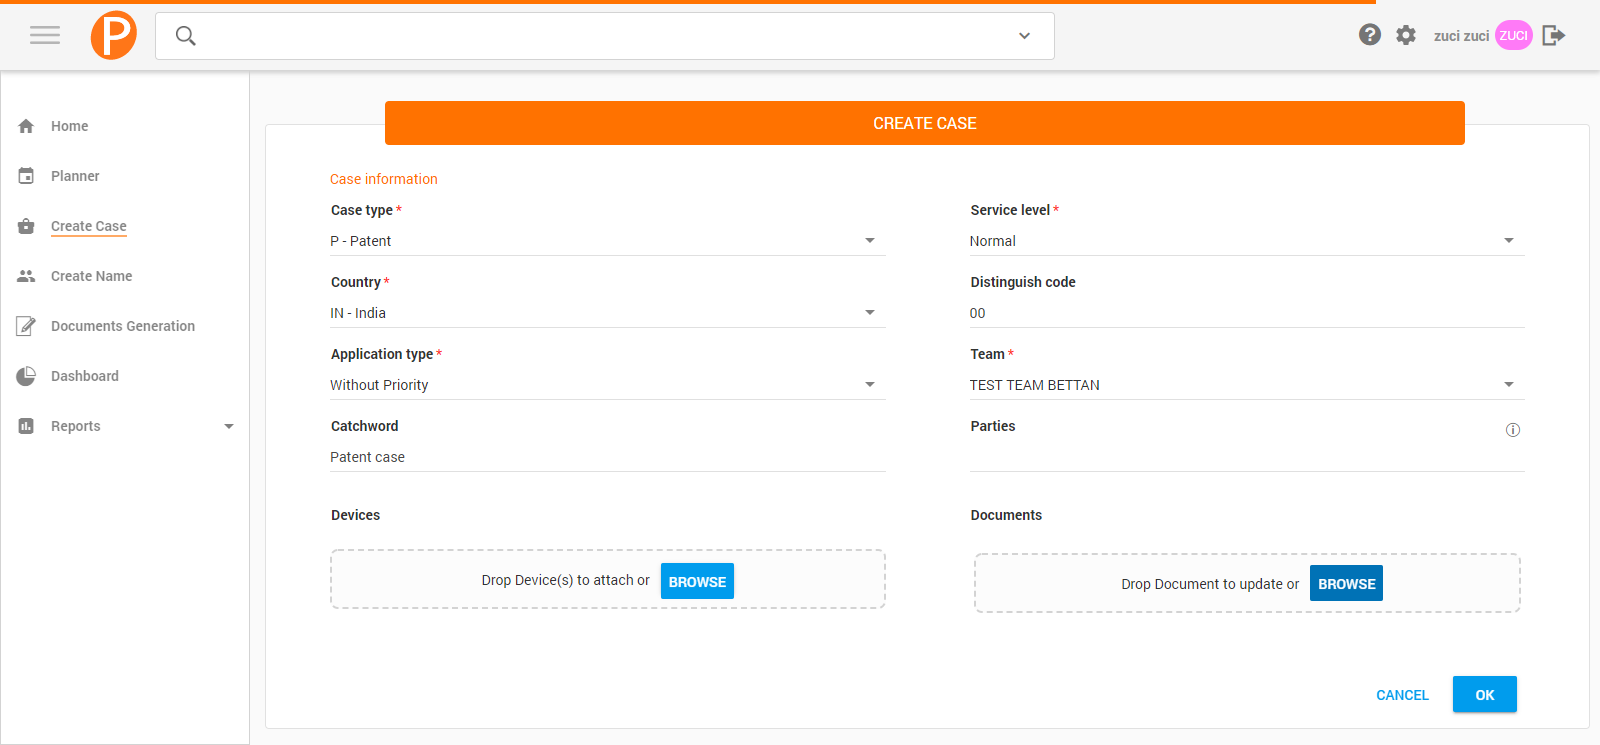 P
zuci zuci
ZUCI
Home
Planner
Create Case
Create Name
Documents Generation
Dashboard
Reports
CREATE CASE
Case information
Case type *
P - Patent
Service level *
Normal
Country *
IN - India
Distinguish code
00
Application type *
Without Priority
Team *
TEST TEAM BETTAN
Catchword
Patent case
Parties
Devices
Drop Device(s) to attach or BROWSE
Documents
Drop Document to update or BROWSE
CANCEL
OK